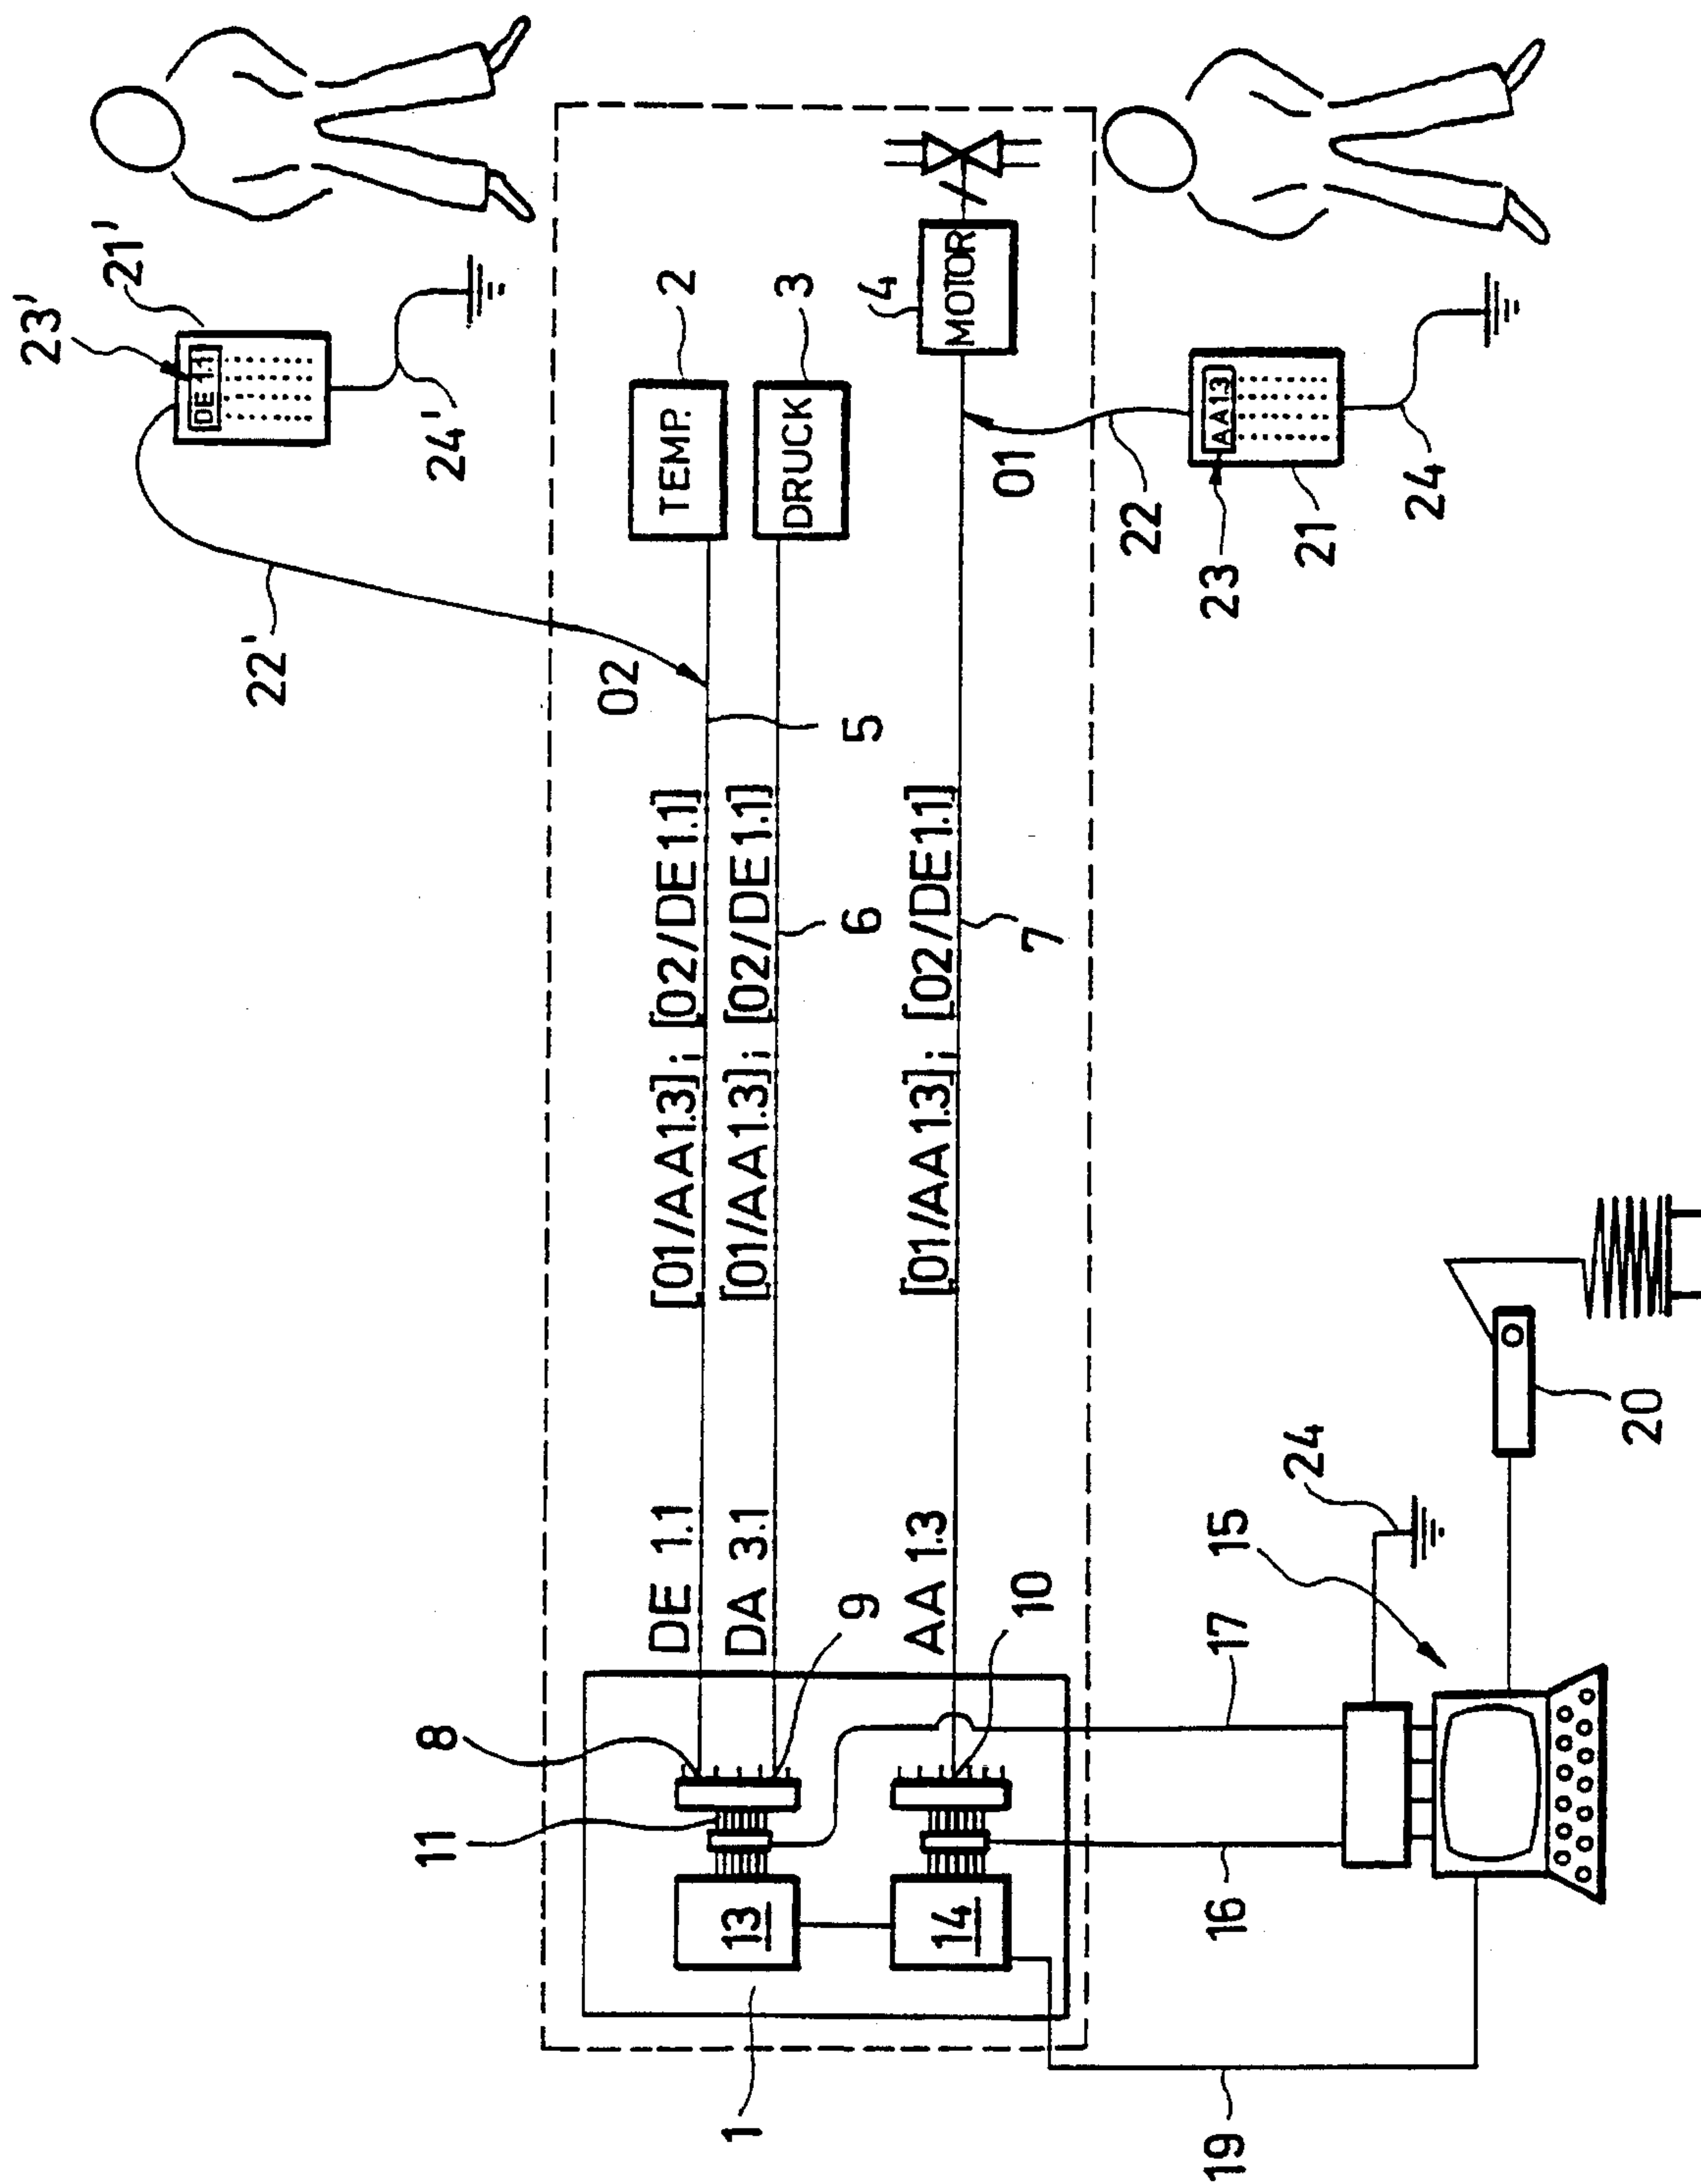 23'
21'
DE 1.1
24'
22'
02
TEMP.
2
DRUCK
3
4
MOTOR
01
22
AA1.3
23
21
24
5
6
7
DE 1.1
[01/AA1.3]; [02/DE1.1]
DA 3.1
[01/AA1.3]; [02/DE1.1]
AA 1.3
[01/AA1.3]; [02/DE1.1]
8
9
10
11
13
14
1
15
24
17
16
20
19